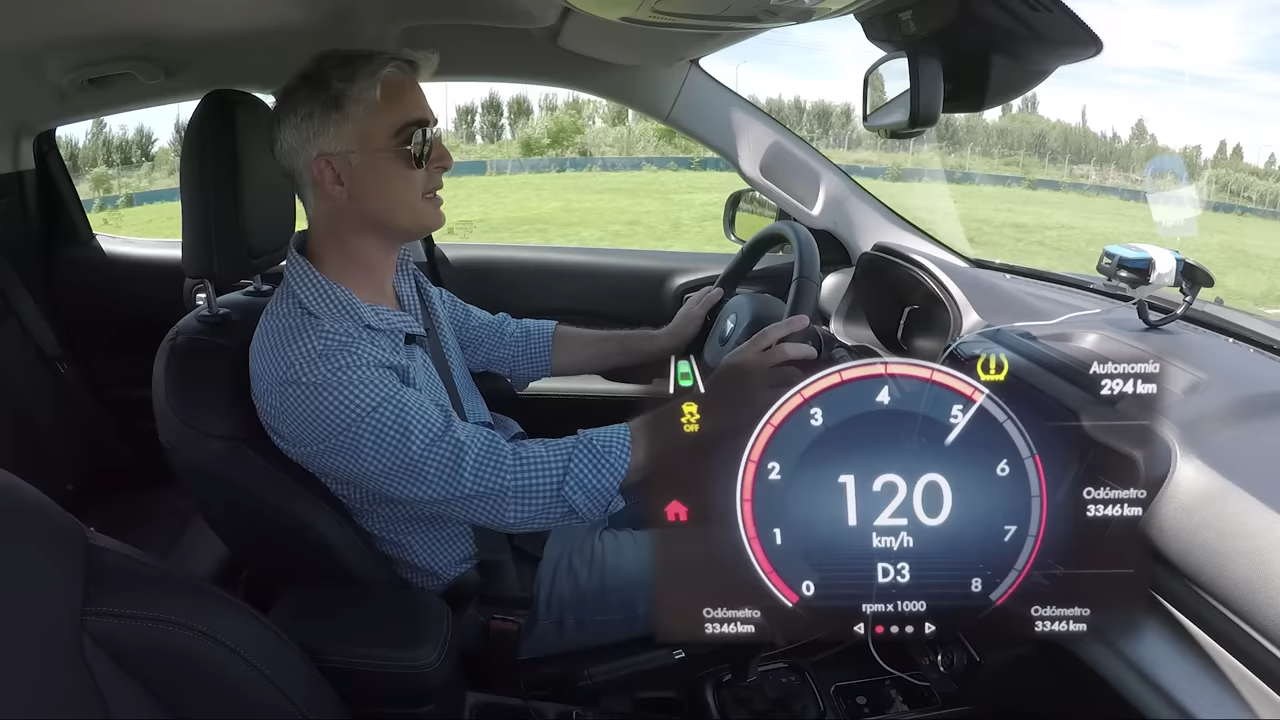 Autonomía
294 km
OFF
4
3
5
2
6
120
km/h
1
7
D3
0
8
rpm x 1000
Odómetro
3346 km
Odómetro
3346 km
Odómetro
3346 km